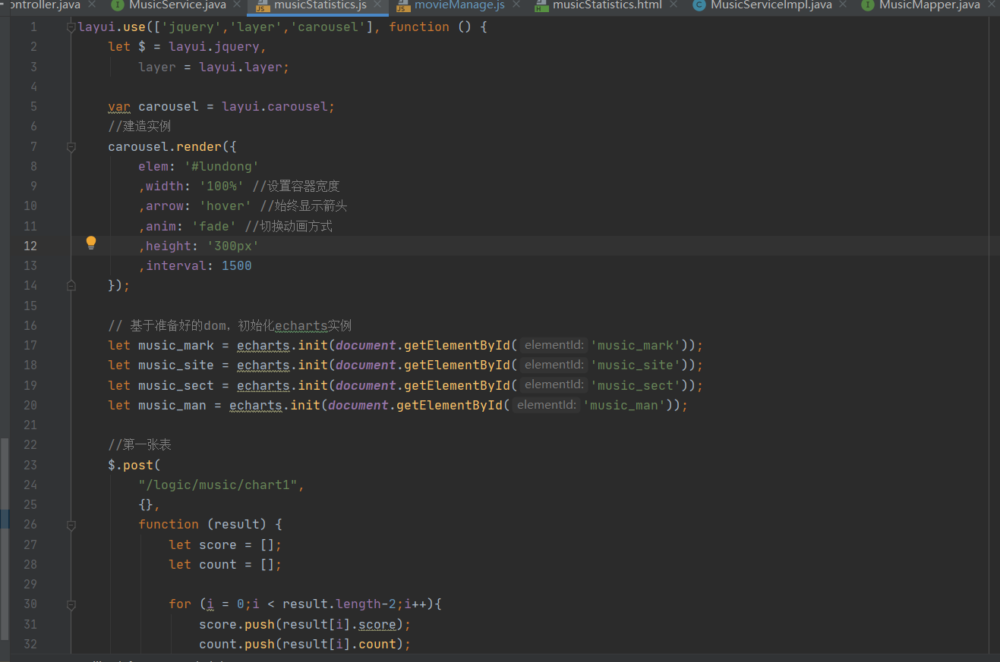 ontroller.java MusicService.java musicStatistics.js movieManage.js musicStatistics.html MusicServiceImpl.java MusicMapper.java
1 layui.use(['jquery','layer','carousel'], function () {
2 let $ = layui.jquery,
3 layer = layui.layer;
4
5 var carousel = layui.carousel;
6 //建造实例
7 carousel.render({
8 elem: '#lundong'
9 ,width: '100%' //设置容器宽度
10 ,arrow: 'hover' //始终显示箭头
11 ,anim: 'fade' //切换动画方式
12 ,height: '300px'
13 ,interval: 1500
14 });
15
16 // 基于准备好的dom，初始化echarts实例
17 let music_mark = echarts.init(document.getElementById( elementId: 'music_mark'));
18 let music_site = echarts.init(document.getElementById( elementId: 'music_site'));
19 let music_sect = echarts.init(document.getElementById( elementId: 'music_sect'));
20 let music_man = echarts.init(document.getElementById( elementId: 'music_man'));
21
22 //第一张表
23 $.post(
24 "/logic/music/chart1",
25 {},
26 function (result) {
27 let score = [];
28 let count = [];
29
30 for (i = 0;i < result.length-2;i++){
31 score.push(result[i].score);
32 count.push(result[i].count);